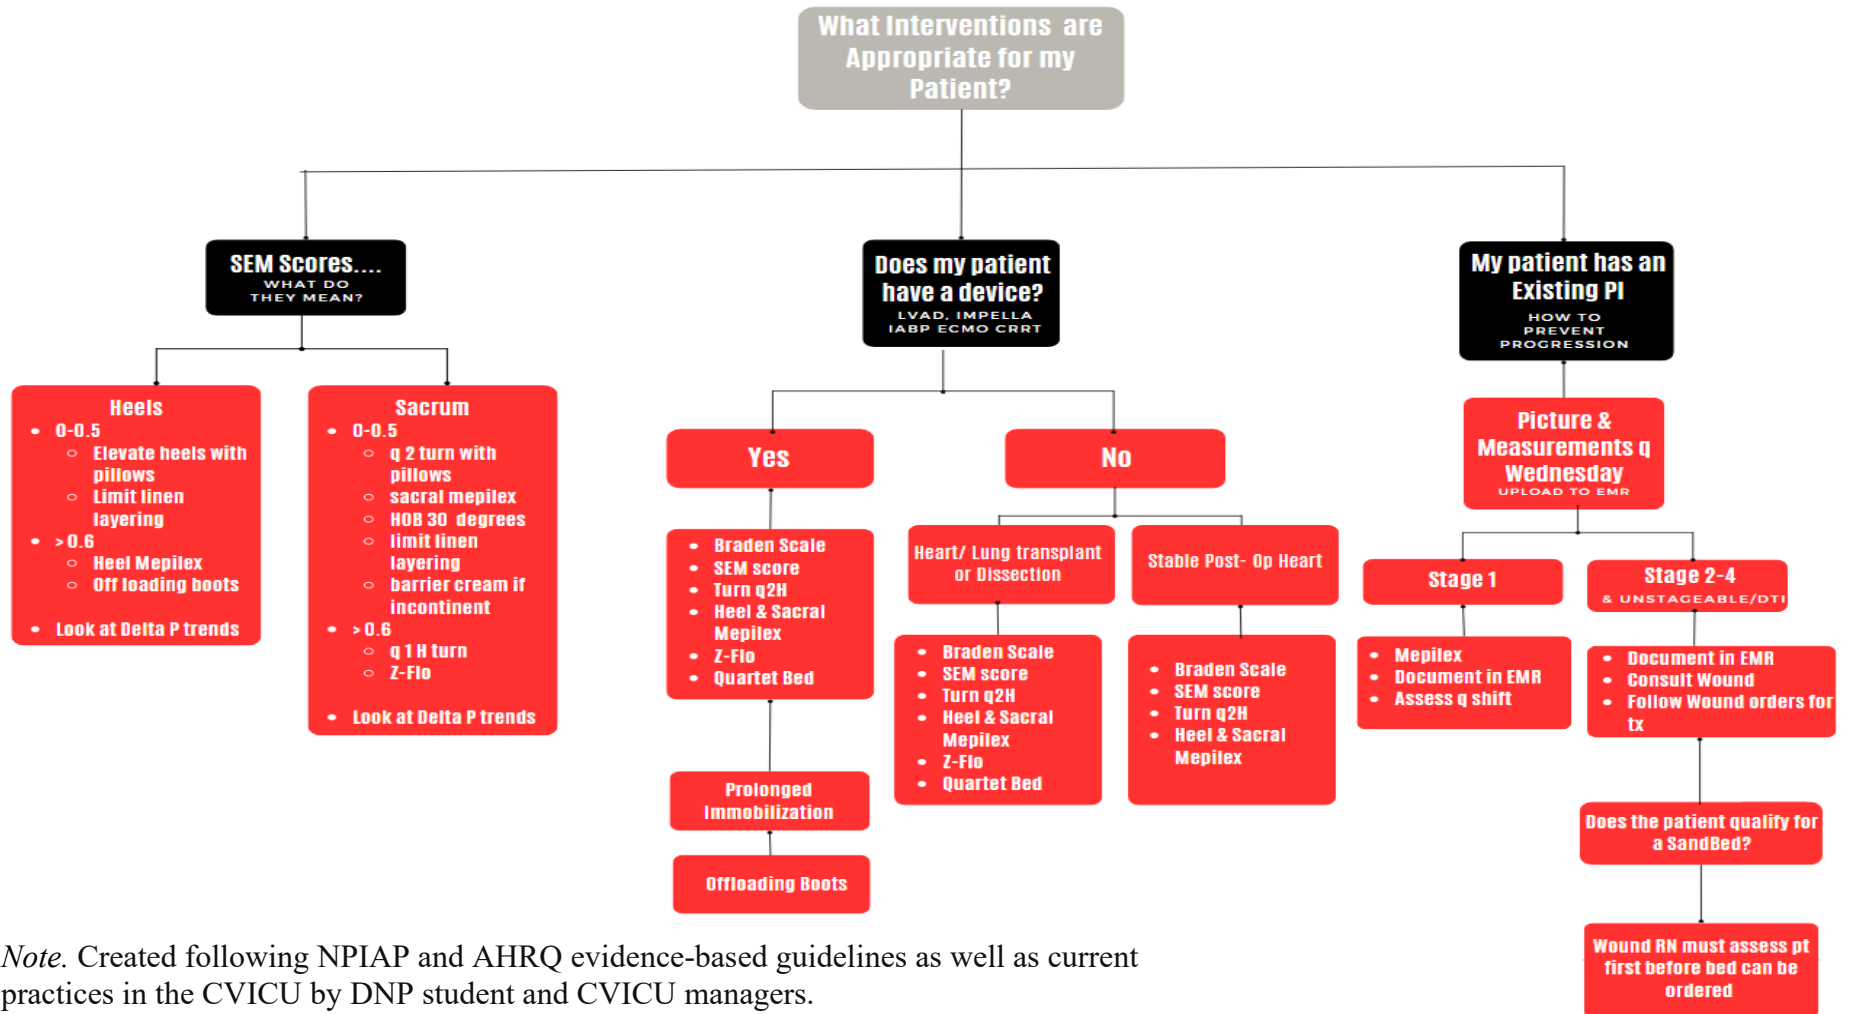 What Interventions are
Appropriate for my
Patient?
SEM Scores....
WHAT DO
THEY MEAN?
Heels
• 0-0.5
○ Elevate heels with
pillows
○ Limit linen
layering
• > 0.6
○ Heel Mepilex
○ Off loading boots
• Look at Delta P trends
Sacrum
• 0-0.5
○ q 2 turn with
pillows
○ sacral mepilex
○ HOB 30 degrees
○ limit linen
layering
○ barrier cream if
incontinent
• > 0.6
○ q 1 H turn
○ Z-Flo
• Look at Delta P trends
Does my patient
have a device?
LVAD, IMPELLA
IABP ECMO CRRT
Yes
• Braden Scale
• SEM score
• Turn q2H
• Heel & Sacral
Mepilex
• Z-Flo
• Quartet Bed
Prolonged
Immobilization
Offloading Boots
No
Heart/ Lung transplant
or Dissection
• Braden Scale
• SEM score
• Turn q2H
• Heel & Sacral
Mepilex
• Z-Flo
• Quartet Bed
Stable Post- Op Heart
• Braden Scale
• SEM score
• Turn q2H
• Heel & Sacral
Mepilex
My patient has an
Existing PI
HOW TO
PREVENT
PROGRESSION
Picture &
Measurements q
Wednesday
UPLOAD TO EMR
Stage 1
• Mepilex
• Document in EMR
• Assess q shift
Stage 2-4
& UNSTAGEABLE/DTI
• Document in EMR
• Consult Wound
• Follow Wound orders for
tx
Does the patient qualify for
a SandBed?
Wound RN must assess pt
first before bed can be
ordered
Note. Created following NPIAP and AHRQ evidence-based guidelines as well as current
practices in the CVICU by DNP student and CVICU managers.